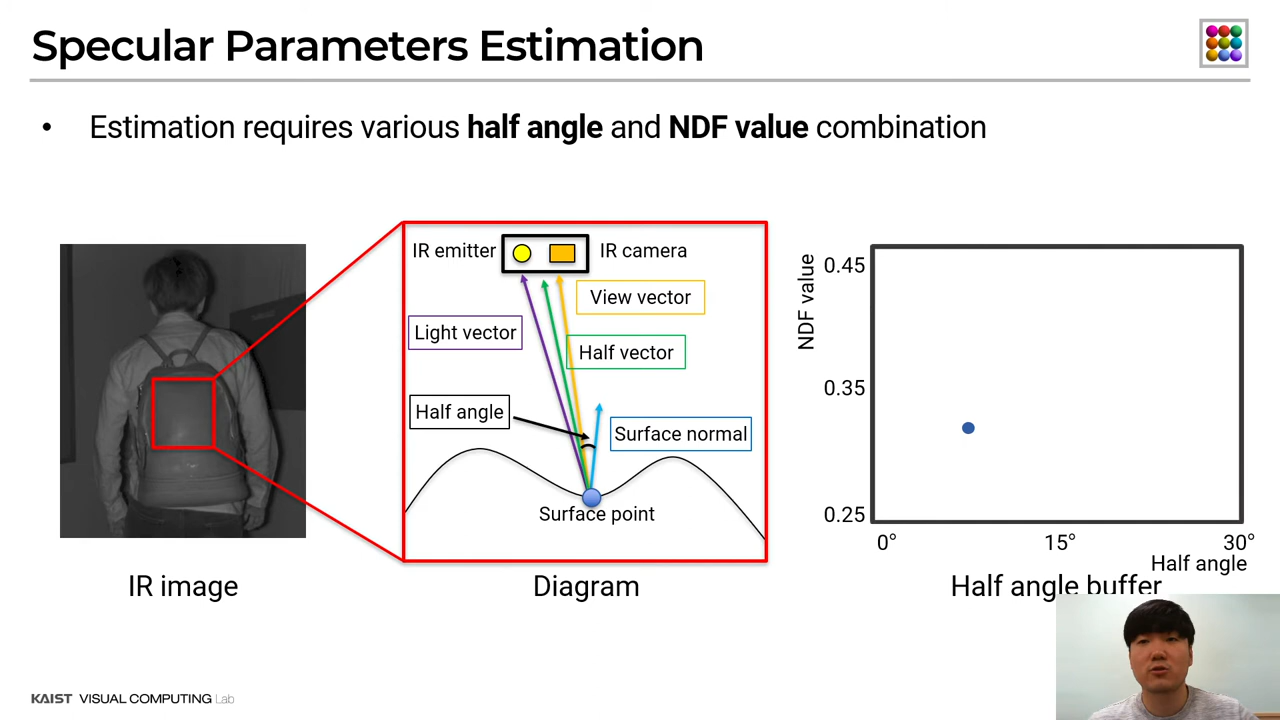 Specular Parameters Estimation
• Estimation requires various half angle and NDF value combination
IR emitter
IR camera
View vector
Light vector
Half vector
Half angle
Surface normal
Surface point
NDF value
0.45
0.35
0.25
0°
15°
30°
Half angle
IR image
Diagram
Half angle buffer
KAIST VISUAL COMPUTING Lab